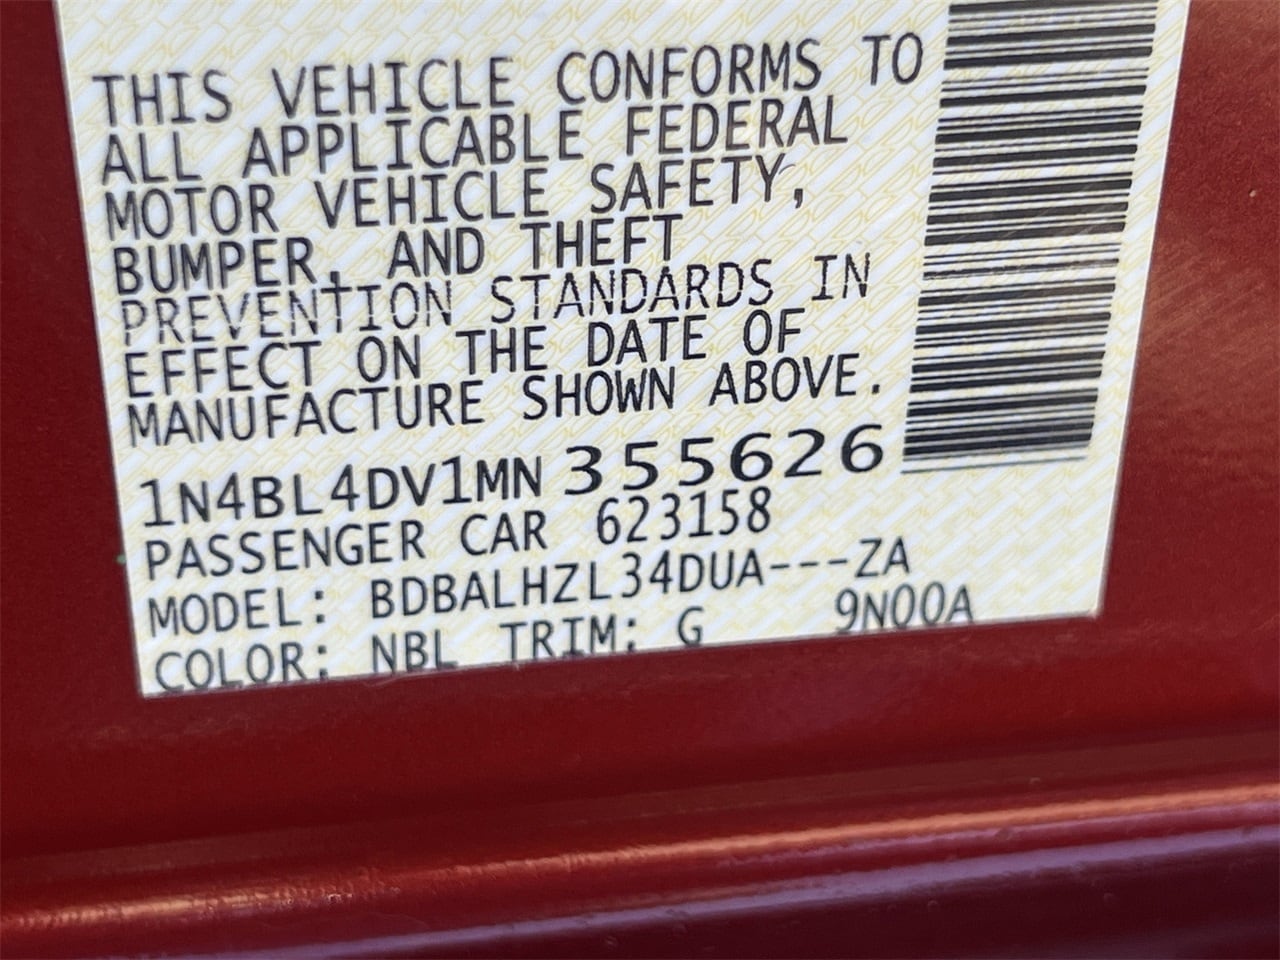 THIS VEHICLE CONFORMS TO
ALL APPLICABLE FEDERAL
MOTOR VEHICLE SAFETY,
BUMPER, AND THEFT
PREVENTION STANDARDS IN
EFFECT ON THE DATE OF
MANUFACTURE SHOWN ABOVE.
1N4BL4DV1MN355626
PASSENGER CAR 623158
MODEL: BDBALHZL34DUA---ZA
COLOR: NBL TRIM: G 9N00A